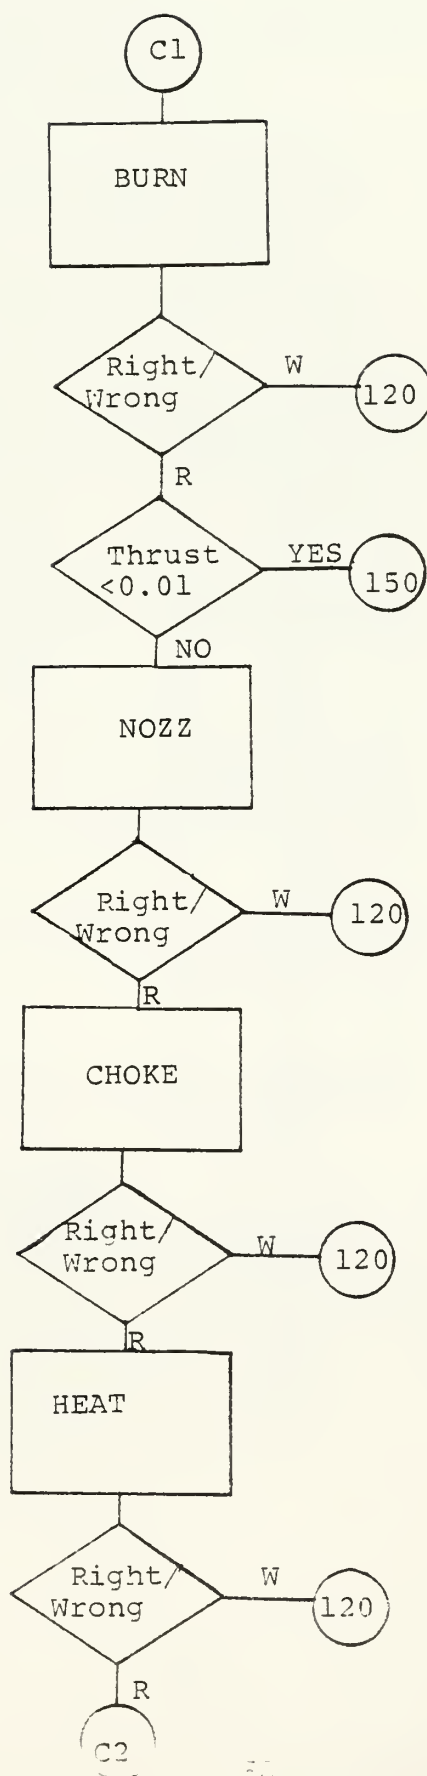 C1
BURN
Right/
Wrong
W
120
R
Thrust
<0.01
YES
150
NO
NOZZ
Right/
Wrong
W
120
R
CHOKE
Right/
Wrong
W
120
R
HEAT
Right/
Wrong
W
120
R
C2